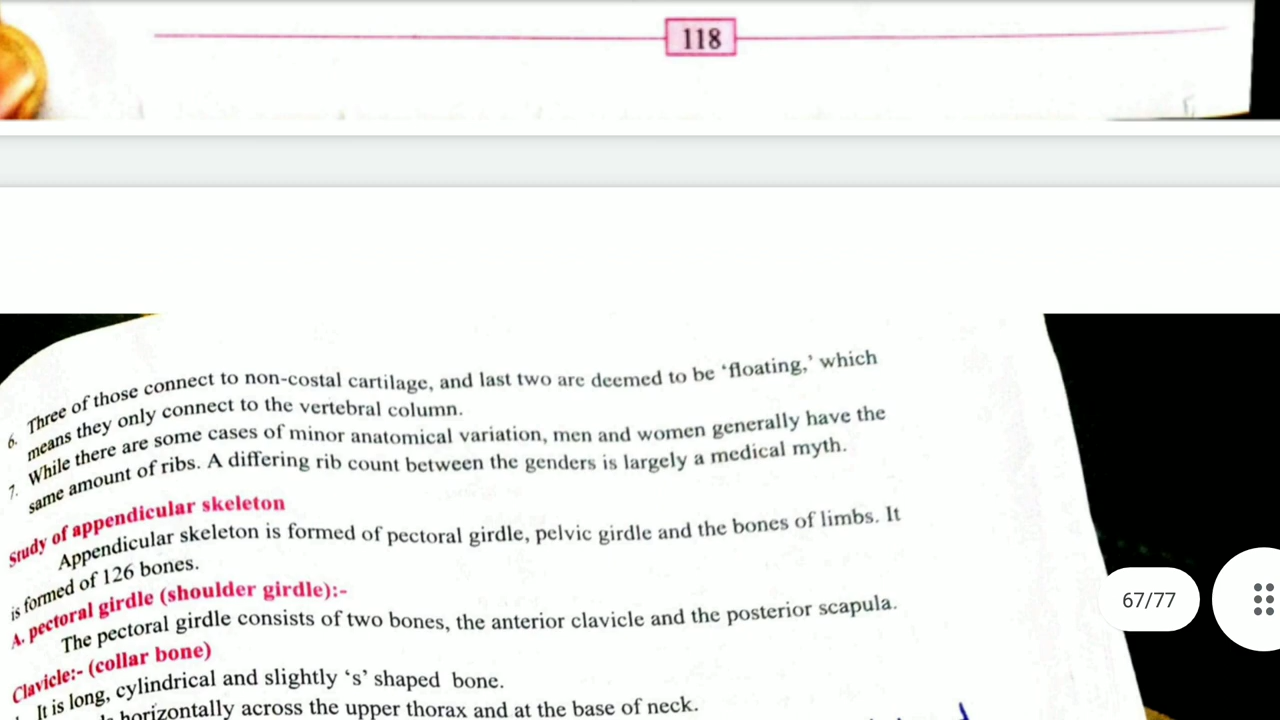 118
6. Three of those connect to non-costal cartilage, and last two are deemed to be ‘floating,’ which
means they only connect to the vertebral column.
7. While there are some cases of minor anatomical variation, men and women generally have the
same amount of ribs. A differing rib count between the genders is largely a medical myth.
Study of appendicular skeleton
Appendicular skeleton is formed of pectoral girdle, pelvic girdle and the bones of limbs. It
is formed of 126 bones.
A. pectoral girdle (shoulder girdle):-
The pectoral girdle consists of two bones, the anterior clavicle and the posterior scapula.
67/77
Clavicle:- (collar bone)
It is long, cylindrical and slightly ‘s’ shaped bone.
horizontally across the upper thorax and at the base of neck.